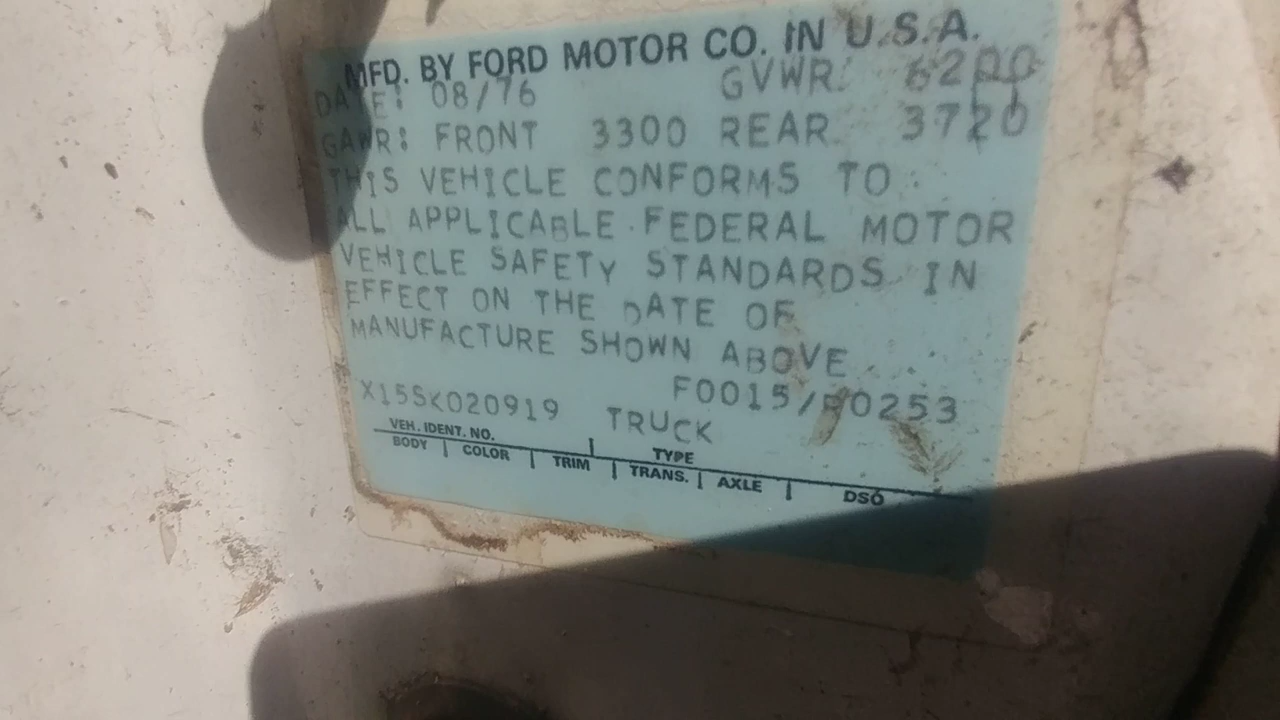 MFD. BY FORD MOTOR CO. IN U.S.A.
DATE: 08/76 GVWR: 6200
GAWR: FRONT 3300 REAR 3720
THIS VEHICLE CONFORMS TO
ALL APPLICABLE FEDERAL MOTOR
VEHICLE SAFETY STANDARDS IN
EFFECT ON THE DATE OF
MANUFACTURE SHOWN ABOVE
F0015/R0253
X15SK020919 TRUCK
VEH. IDENT. NO. TYPE
BODY COLOR TRIM TRANS. AXLE DSO